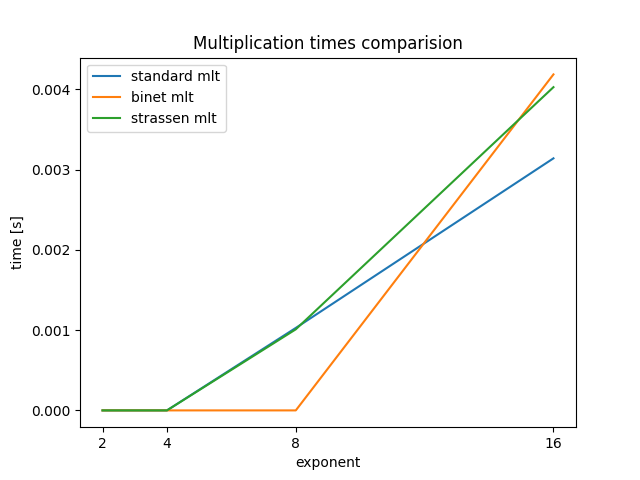 Multiplication times comparision
standard mlt
binet mlt
strassen mlt
0.004
0.003
0.002
0.001
0.000
time [s]
2 4 8 16
exponent